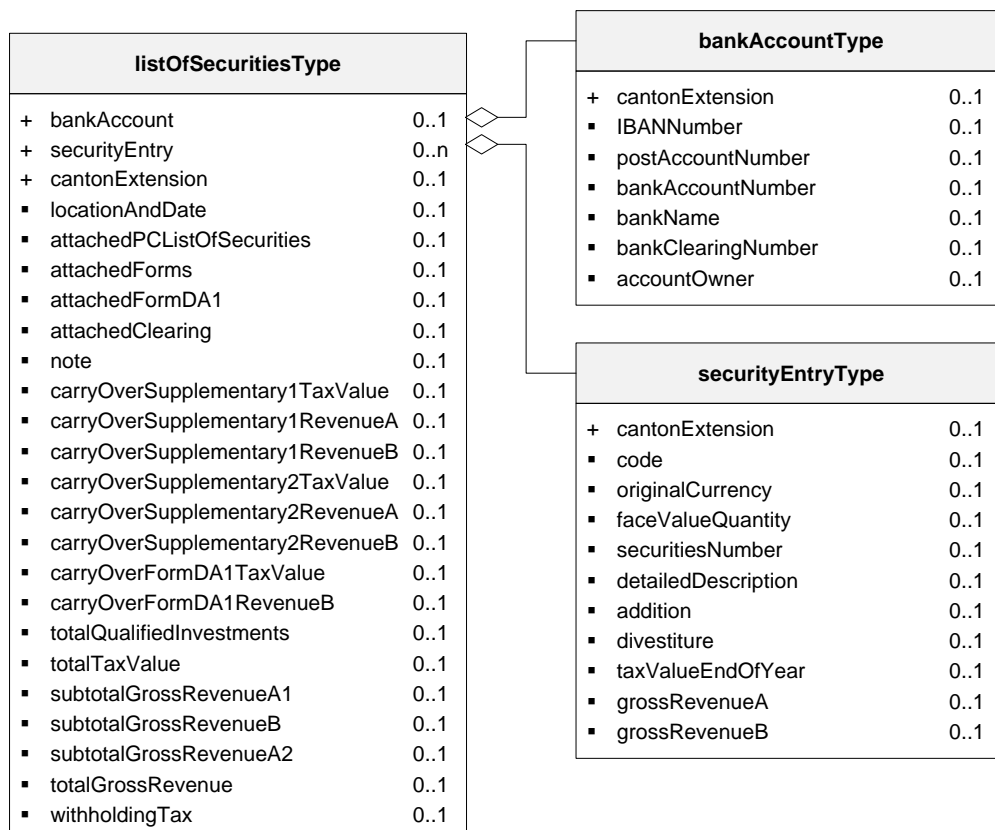 listOfSecuritiesType
+ bankAccount 0..1
+ securityEntry 0..n
+ cantonExtension 0..1
▪ locationAndDate 0..1
▪ attachedPCListOfSecurities 0..1
▪ attachedForms 0..1
▪ attachedFormDA1 0..1
▪ attachedClearing 0..1
▪ note 0..1
▪ carryOverSupplementary1TaxValue 0..1
▪ carryOverSupplementary1RevenueA 0..1
▪ carryOverSupplementary1RevenueB 0..1
▪ carryOverSupplementary2TaxValue 0..1
▪ carryOverSupplementary2RevenueA 0..1
▪ carryOverSupplementary2RevenueB 0..1
▪ carryOverFormDA1TaxValue 0..1
▪ carryOverFormDA1RevenueB 0..1
▪ totalQualifiedInvestments 0..1
▪ totalTaxValue 0..1
▪ subtotalGrossRevenueA1 0..1
▪ subtotalGrossRevenueB 0..1
▪ subtotalGrossRevenueA2 0..1
▪ totalGrossRevenue 0..1
▪ withholdingTax 0..1
bankAccountType
+ cantonExtension 0..1
▪ IBANNumber 0..1
▪ postAccountNumber 0..1
▪ bankAccountNumber 0..1
▪ bankName 0..1
▪ bankClearingNumber 0..1
▪ accountOwner 0..1
securityEntryType
+ cantonExtension 0..1
▪ code 0..1
▪ originalCurrency 0..1
▪ faceValueQuantity 0..1
▪ securitiesNumber 0..1
▪ detailedDescription 0..1
▪ addition 0..1
▪ divestiture 0..1
▪ taxValueEndOfYear 0..1
▪ grossRevenueA 0..1
▪ grossRevenueB 0..1